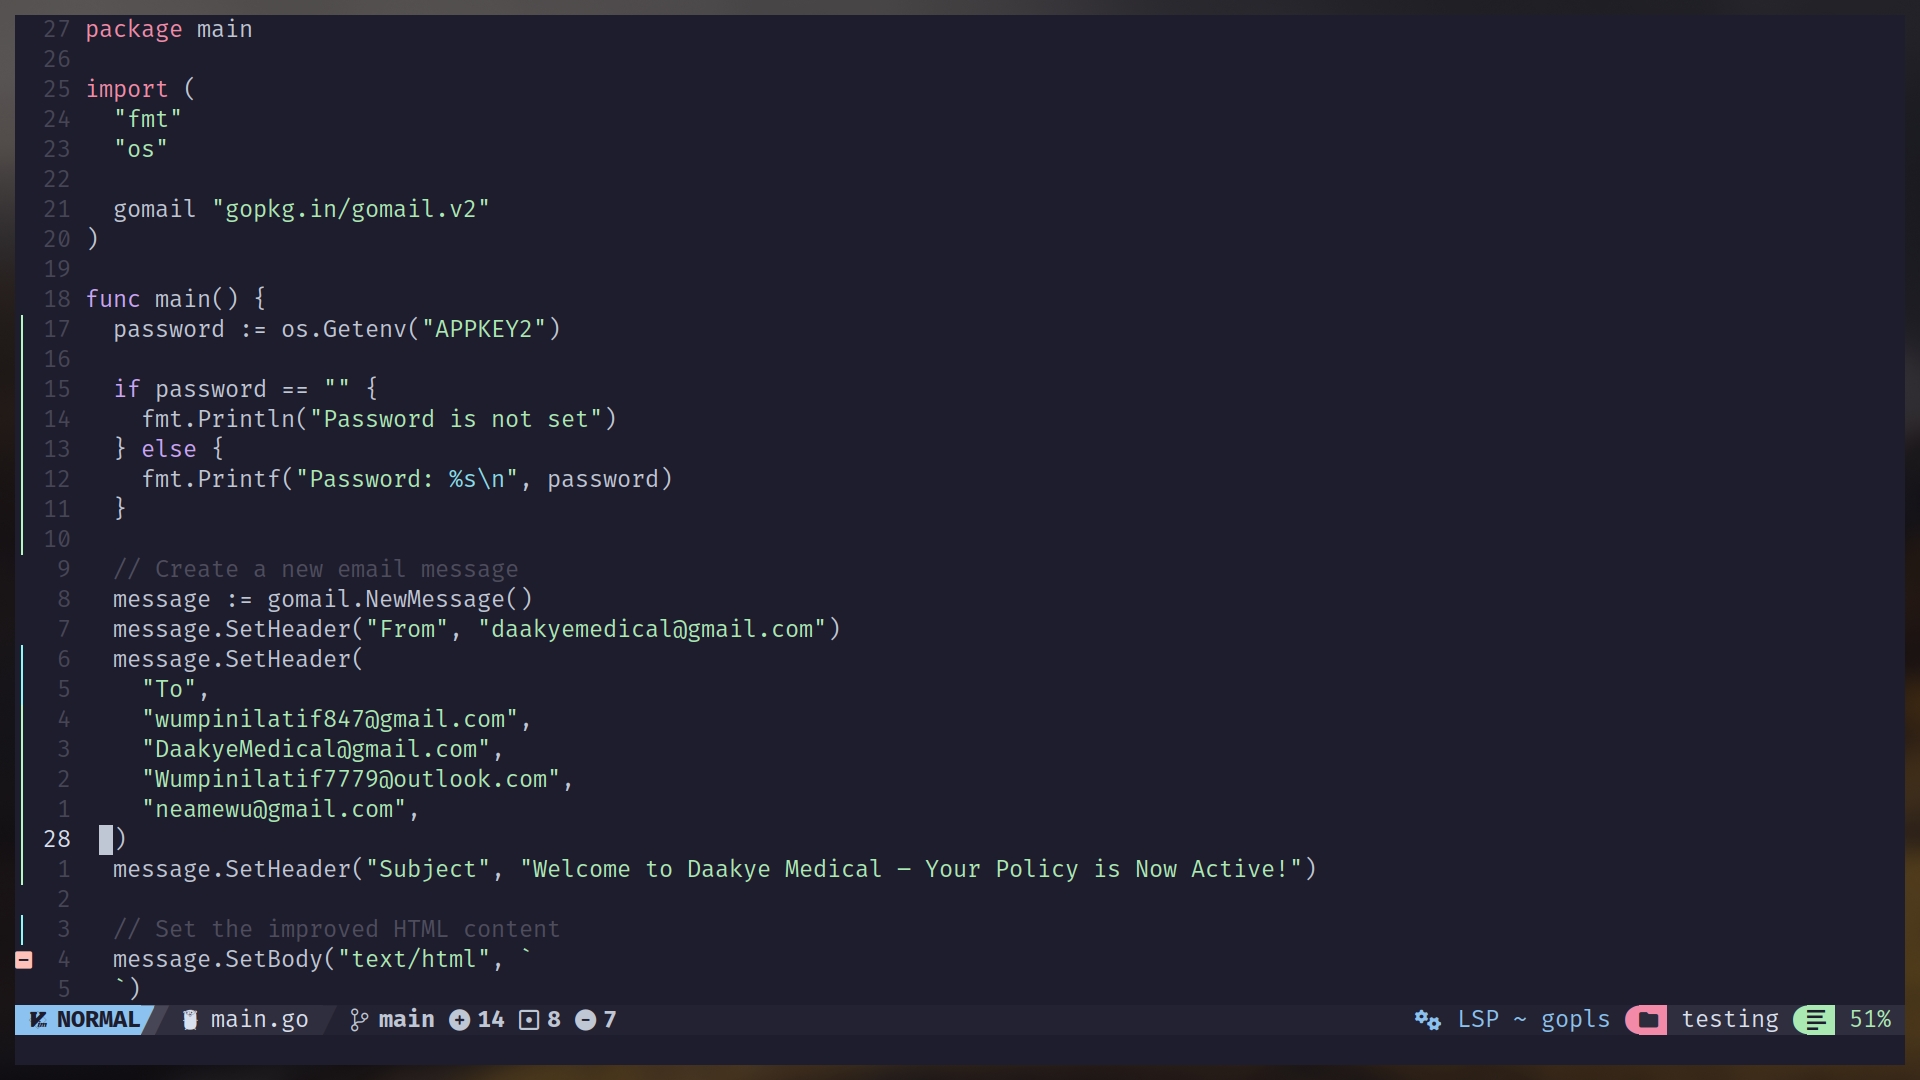 27 package main
26
25 import (
24   "fmt"
23   "os"
22
21   gomail "gopkg.in/gomail.v2"
20 )
19
18 func main() {
17   password := os.Getenv("APPKEY2")
16
15   if password == "" {
14     fmt.Println("Password is not set")
13   } else {
12     fmt.Printf("Password: %s\n", password)
11   }
10
9   // Create a new email message
8   message := gomail.NewMessage()
7   message.SetHeader("From", "daakyemedical@gmail.com")
6   message.SetHeader(
5     "To",
4     "wumpinilatif847@gmail.com",
3     "DaakyeMedical@gmail.com",
2     "Wumpinilatif7779@outlook.com",
1     "neamewu@gmail.com",
28   )
1   message.SetHeader("Subject", "Welcome to Daakye Medical – Your Policy is Now Active!")
2
3   // Set the improved HTML content
4   message.SetBody("text/html", `
5   `)
NORMAL main.go main 14 8 7 LSP ~ gopls testing 51%